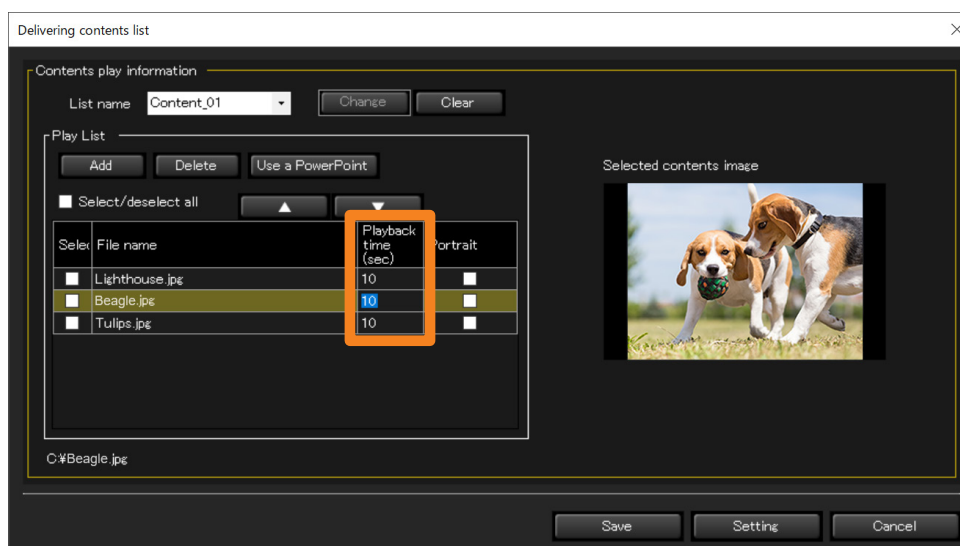 Delivering contents list
Contents play information
List name Content_01 Change Clear
Play List
Add Delete Use a PowerPoint
Selected contents image
Select/deselect all ▲ ▼
Selec File name Playback time (sec) Portrait
Lighthouse.jpg 10
Beagle.jpg 10
Tulips.jpg 10
C:¥Beagle.jpg
Save Setting Cancel